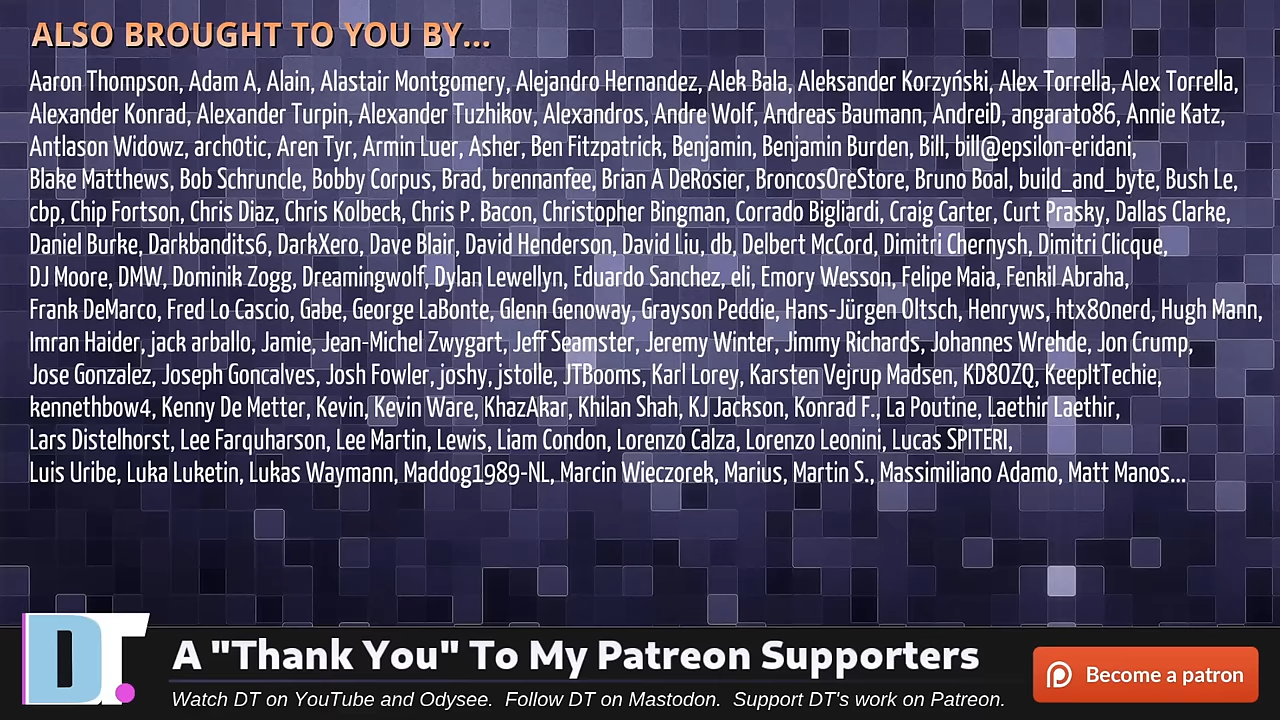 ALSO BROUGHT TO YOU BY...
Aaron Thompson, Adam A, Alain, Alastair Montgomery, Alejandro Hernandez, Alek Bala, Aleksander Korzyński, Alex Torrella, Alex Torrella,
Alexander Konrad, Alexander Turpin, Alexander Tuzhikov, Alexandros, Andre Wolf, Andreas Baumann, AndreiD, angarato86, Annie Katz,
Antlason Widowz, arch0tic, Aren Tyr, Armin Luer, Asher, Ben Fitzpatrick, Benjamin, Benjamin Burden, Bill, bill@epsilon-eridani,
Blake Matthews, Bob Schruncle, Bobby Corpus, Brad, brennanfee, Brian A DeRosier, BroncosOreStore, Bruno Boal, build_and_byte, Bush Le,
cbp, Chip Fortson, Chris Diaz, Chris Kolbeck, Chris P. Bacon, Christopher Bingman, Corrado Bigliardi, Craig Carter, Curt Prasky, Dallas Clarke,
Daniel Burke, Darkbandits6, DarkXero, Dave Blair, David Henderson, David Liu, db, Delbert McCord, Dimitri Chernysh, Dimitri Clicque,
DJ Moore, DMW, Dominik Zogg, Dreamingwolf, Dylan Lewellyn, Eduardo Sanchez, eli, Emory Wesson, Felipe Maia, Fenkil Abraha,
Frank DeMarco, Fred Lo Cascio, Gabe, George LaBonte, Glenn Genoway, Grayson Peddie, Hans-Jürgen Oltsch, Henryws, htx80nerd, Hugh Mann,
Imran Haider, jack arballo, Jamie, Jean-Michel Zwygart, Jeff Seamster, Jeremy Winter, Jimmy Richards, Johannes Wrehde, Jon Crump,
Jose Gonzalez, Joseph Goncalves, Josh Fowler, joshy, jstolle, JTBooms, Karl Lorey, Karsten Vejrup Madsen, KD8OZQ, KeepItTechie,
kennethbow4, Kenny De Metter, Kevin, Kevin Ware, KhazAkar, Khilan Shah, KJ Jackson, Konrad F., La Poutine, Laethir Laethir,
Lars Distelhorst, Lee Farquharson, Lee Martin, Lewis, Liam Condon, Lorenzo Calza, Lorenzo Leonini, Lucas SPITERI,
Luis Uribe, Luka Luketin, Lukas Waymann, Maddog1989-NL, Marcin Wieczorek, Marius, Martin S., Massimiliano Adamo, Matt Manos...
DT
A "Thank You" To My Patreon Supporters
Watch DT on YouTube and Odysee. Follow DT on Mastodon. Support DT's work on Patreon.
Become a patron